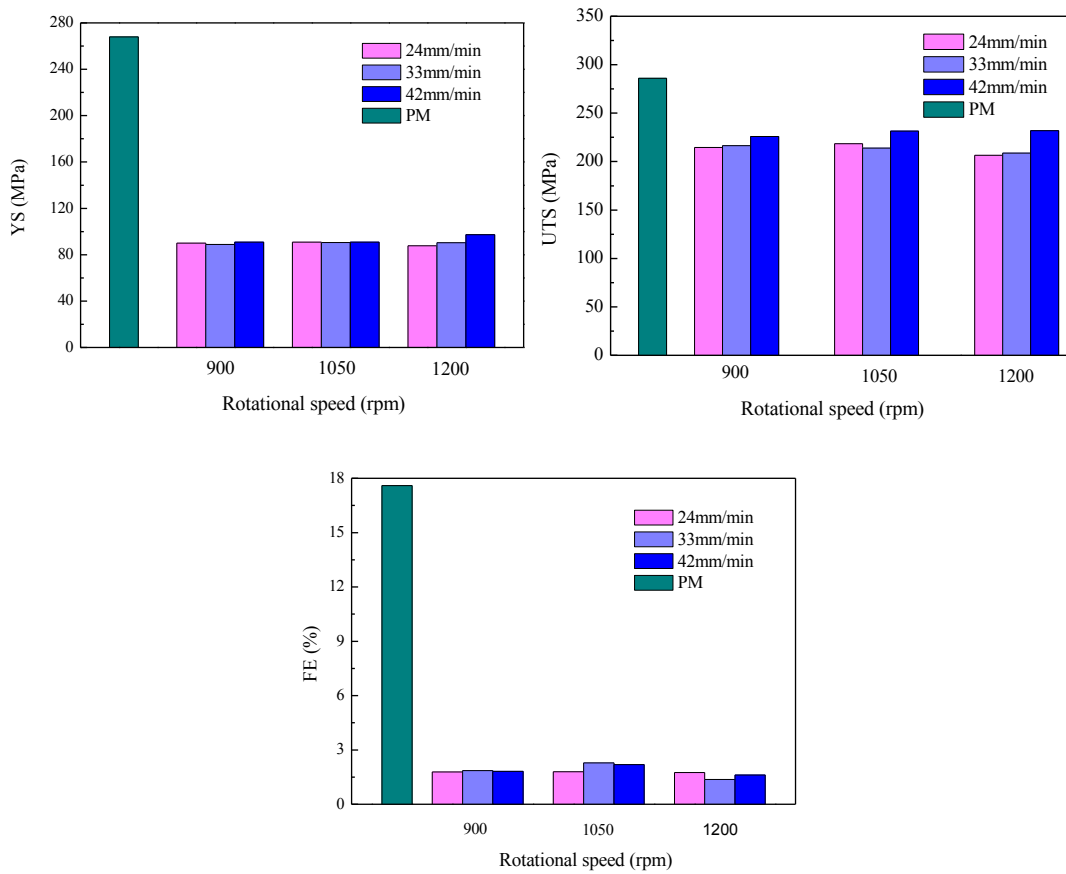 280
240
200
160
120
80
40
0
YS (MPa)
24mm/min
33mm/min
42mm/min
PM
900 1050 1200
Rotational speed (rpm)
350
300
250
200
150
100
50
0
UTS (MPa)
24mm/min
33mm/min
42mm/min
PM
900 1050 1200
Rotational speed (rpm)
18
15
12
9
6
3
0
FE (%)
24mm/min
33mm/min
42mm/min
PM
900 1050 1200
Rotational speed (rpm)